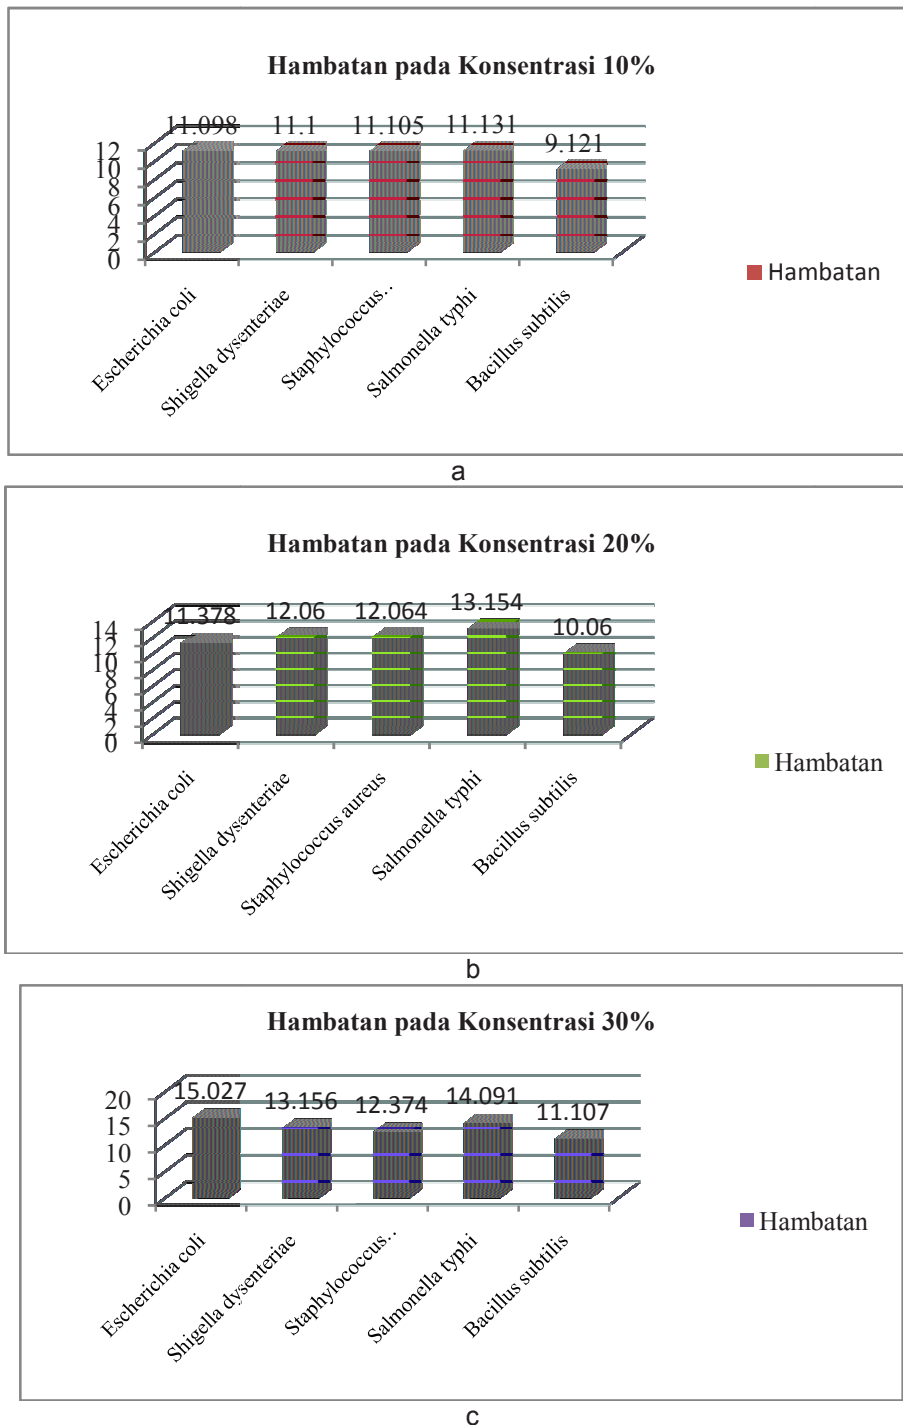 Hambatan pada Konsentrasi 10%
11.098 11.1 11.105 11.131 9.121
12
10
8
6
4
2
0
Escherichia coli
Shigella dysenteriae
Staphylococcus..
Salmonella typhi
Bacillus subtilis
Hambatan
a
Hambatan pada Konsentrasi 20%
11.378 12.06 12.064 13.154 10.06
14
12
10
8
6
4
2
0
Escherichia coli
Shigella dysenteriae
Staphylococcus aureus
Salmonella typhi
Bacillus subtilis
Hambatan
b
Hambatan pada Konsentrasi 30%
15.027 13.156 12.374 14.091 11.107
20
15
10
5
0
Escherichia coli
Shigella dysenteriae
Staphylococcus..
Salmonella typhi
Bacillus subtilis
Hambatan
c